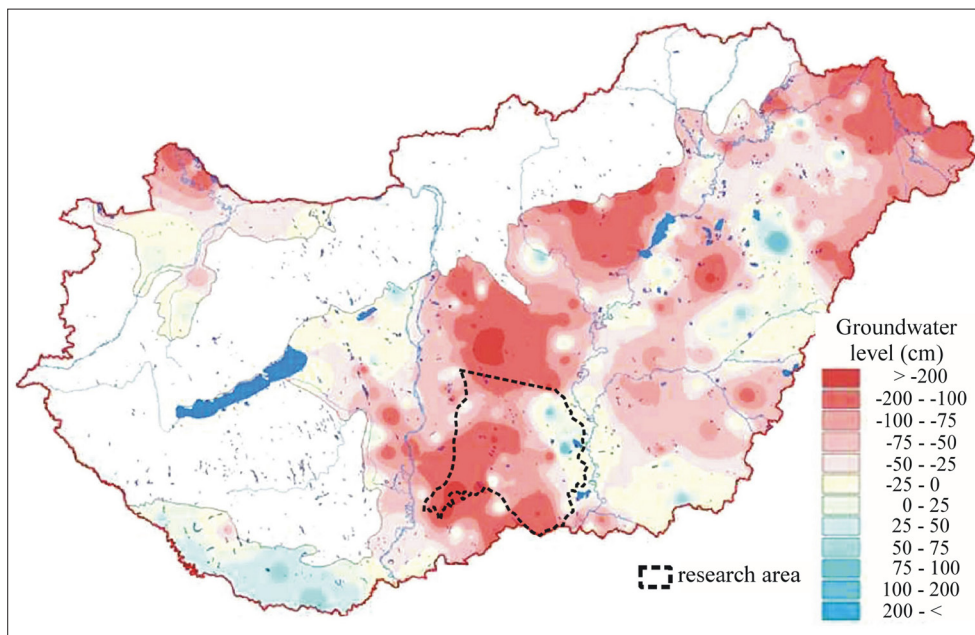 Groundwater
level (cm)
> -200
-200 - -100
-100 - -75
-75 - -50
-50 - -25
-25 - 0
0 - 25
25 - 50
50 - 75
75 - 100
100 - 200
200 - <
research area